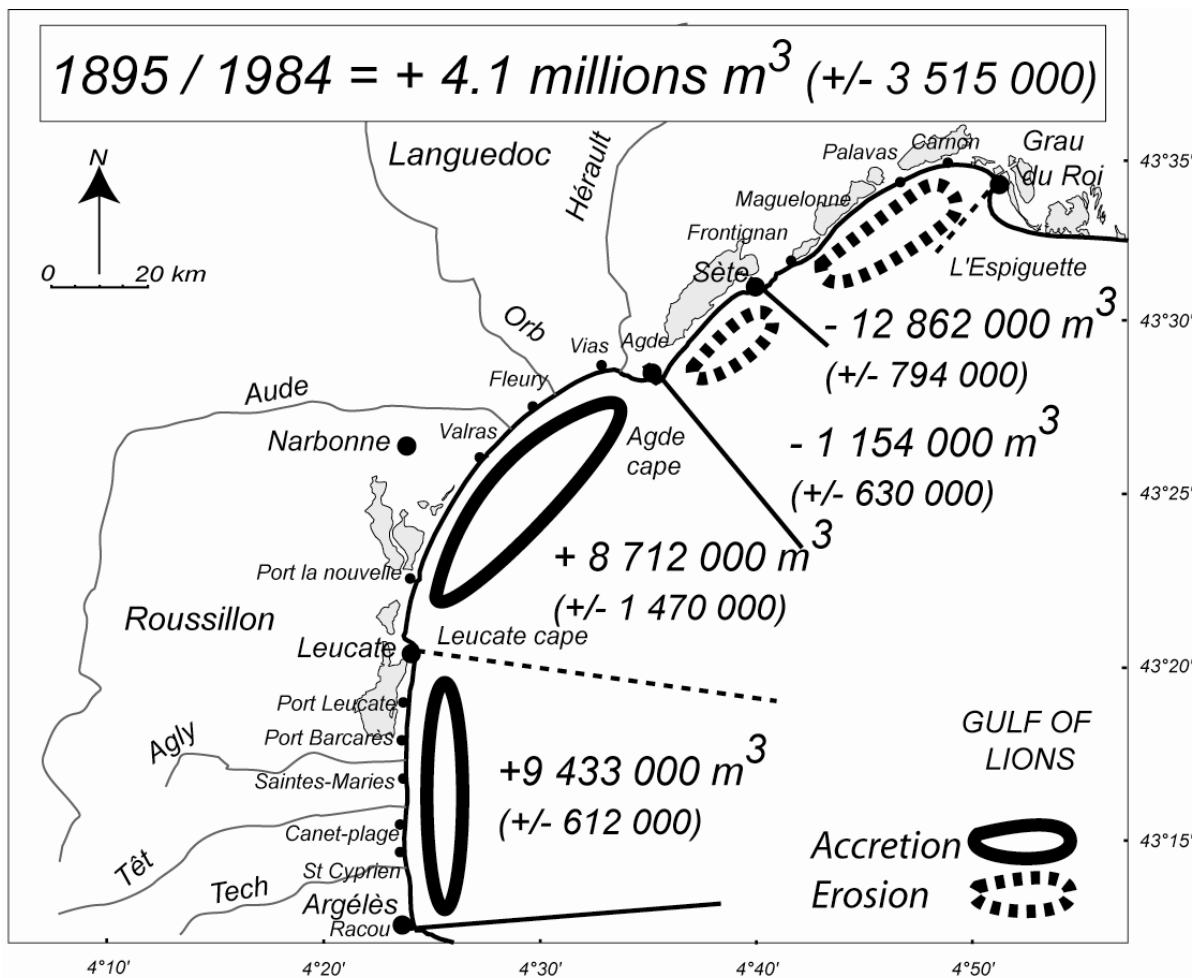 1895 / 1984 = + 4.1 millions m³ (+/- 3 515 000)
N
0 20 km
Languedoc
Hérault
Orb
Aude
Narbonne
Roussillon
Agly
Têt
Tech
Grau
du Roi
Carnon
Palavas
Maguelonne
Frontignan
Sète
L'Espiguette
Agde
Vias
Fleury
Valras
Agde
cape
Port la nouvelle
Leucate
Leucate cape
Port Leucate
Port Barcarès
Saintes-Maries
Canet-plage
St Cyprien
Argélès
Racou
- 12 862 000 m³
(+/- 794 000)
- 1 154 000 m³
(+/- 630 000)
+ 8 712 000 m³
(+/- 1 470 000)
+9 433 000 m³
(+/- 612 000)
GULF OF
LIONS
Accretion
Erosion
43°35'
43°30'
43°25'
43°20'
43°15'
4°10' 4°20' 4°30' 4°40' 4°50'